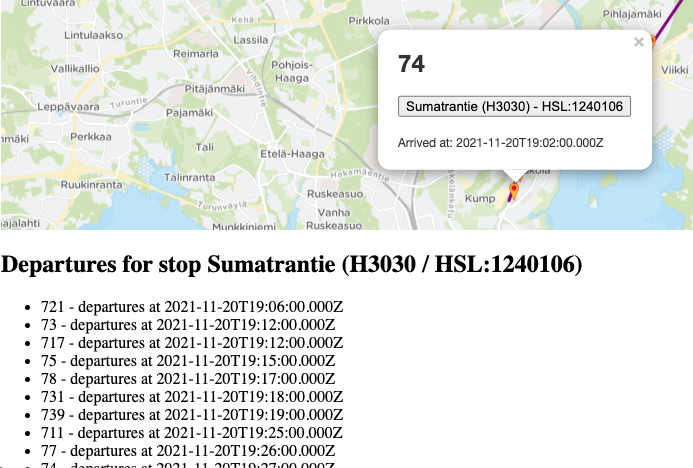 Pihlajamäki
Kehä I
Pirkkola
Lintulaakso
Lassila
Reimarla
Vallikallio
Pohjois-
Haaga
Viikki
Vihdintie
Pitäjänmäki
Leppävaara
Turuntie
Pajamäki
74
×
Sumatrantie (H3030) - HSL:1240106
Arrived at: 2021-11-20T19:02:00.000Z
Perkkaa
Tali
Etelä-Haaga
Talinranta
Hakamäentie
Ruukinranta
Ruskeasuo
Kump
Turunväylä
Vanha
Ruskeasuo
Munkkiniemi
Departures for stop Sumatrantie (H3030 / HSL:1240106)
• 721 - departures at 2021-11-20T19:06:00.000Z
• 73 - departures at 2021-11-20T19:12:00.000Z
• 717 - departures at 2021-11-20T19:12:00.000Z
• 75 - departures at 2021-11-20T19:15:00.000Z
• 78 - departures at 2021-11-20T19:17:00.000Z
• 731 - departures at 2021-11-20T19:18:00.000Z
• 739 - departures at 2021-11-20T19:19:00.000Z
• 711 - departures at 2021-11-20T19:25:00.000Z
• 77 - departures at 2021-11-20T19:26:00.000Z
• 74 - departures at 2021-11-20T19:27:00.000Z